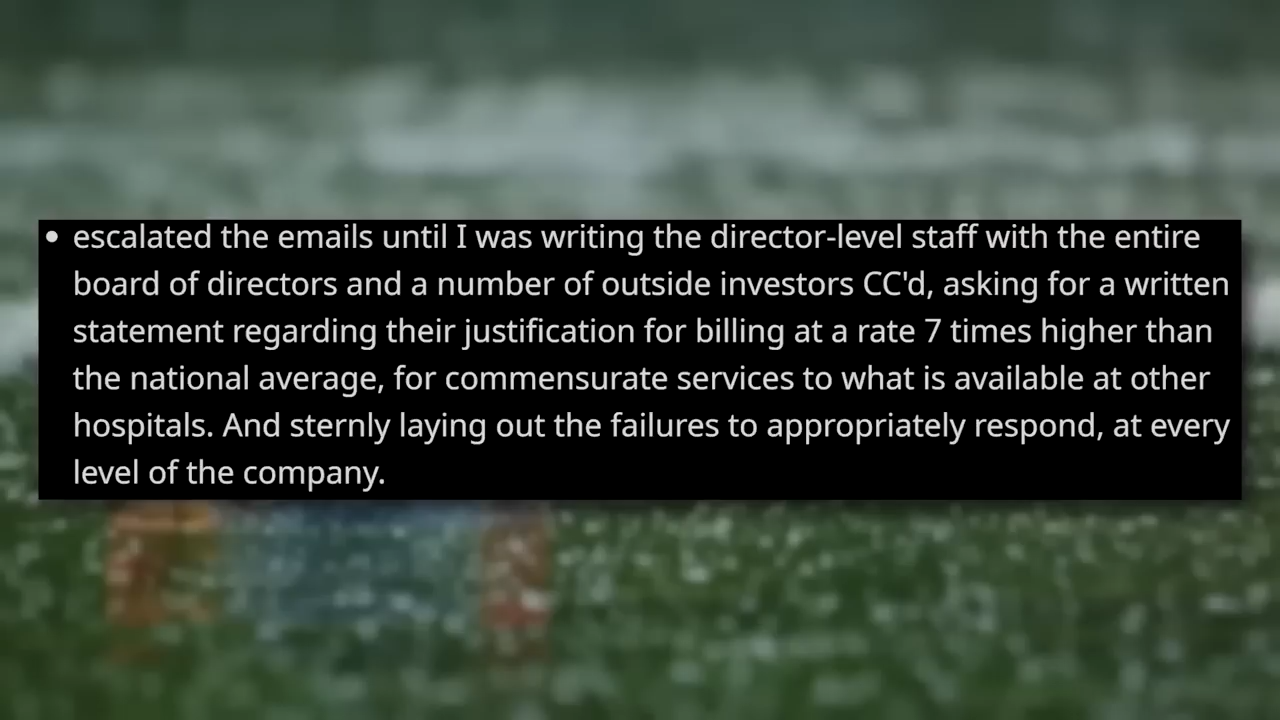 • escalated the emails until I was writing the director-level staff with the entire
board of directors and a number of outside investors CC'd, asking for a written
statement regarding their justification for billing at a rate 7 times higher than
the national average, for commensurate services to what is available at other
hospitals. And sternly laying out the failures to appropriately respond, at every
level of the company.